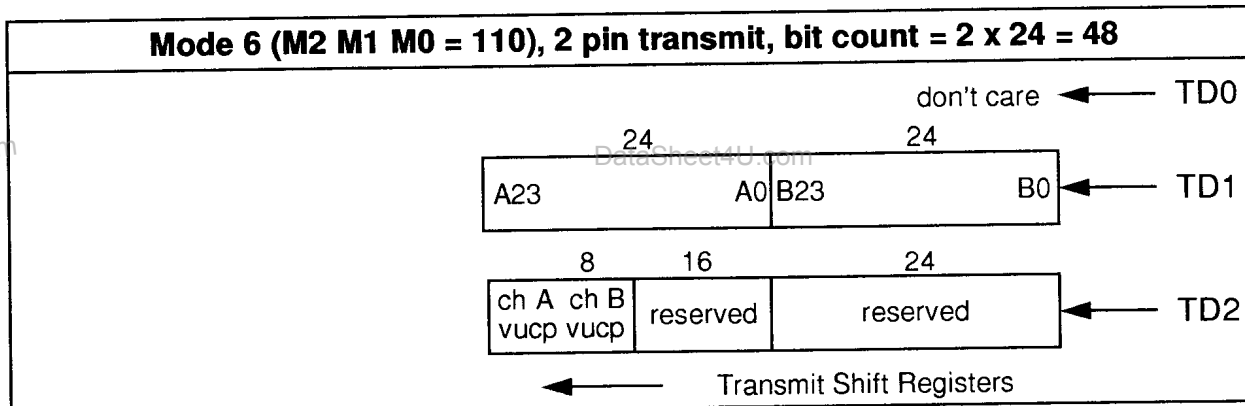 Mode 6 (M2 M1 M0 = 110), 2 pin transmit, bit count = 2 x 24 = 48
don't care TD0
24 24
DataSheet4U.com
A23 A0 B23 B0 TD1
8 16 24
ch A ch B
vucp vucp reserved reserved TD2
Transmit Shift Registers
m